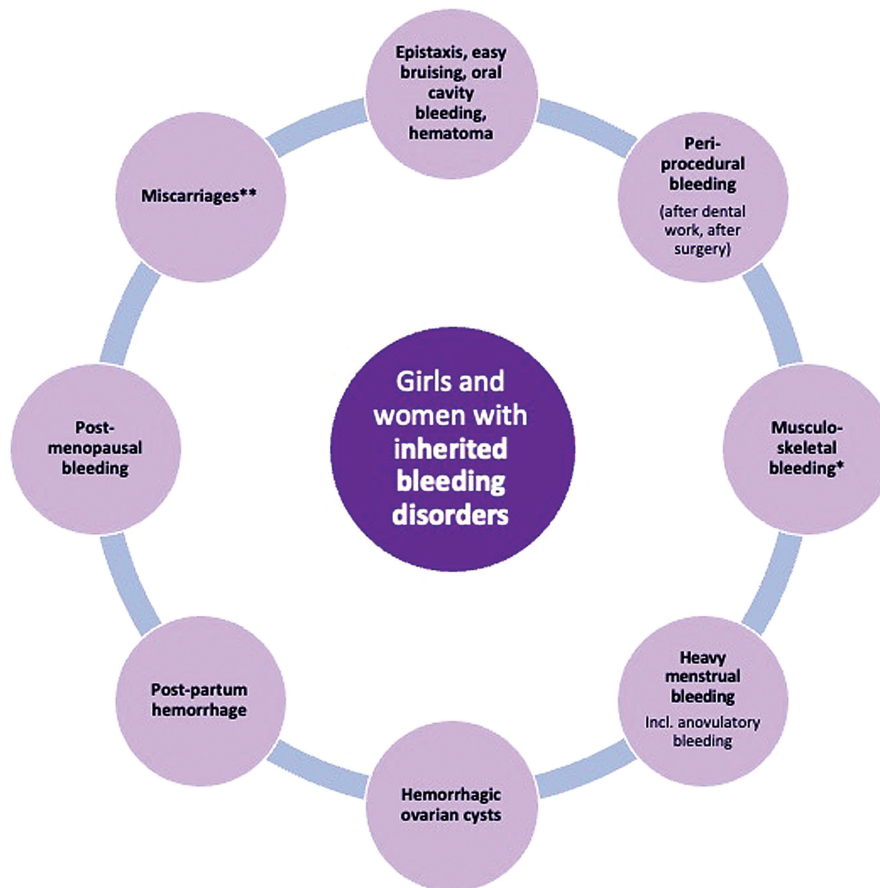 Epistaxis, easy
bruising, oral
cavity
bleeding,
hematoma
Peri-
procedural
bleeding
(after dental
work, after
surgery)
Musculo-
skeletal
bleeding*
Heavy
menstrual
bleeding
Incl. anovulatory
bleeding
Hemorrhagic
ovarian cysts
Post-partum
hemorrhage
Post-
menopausal
bleeding
Miscarriages**
Girls and
women with
inherited
bleeding
disorders